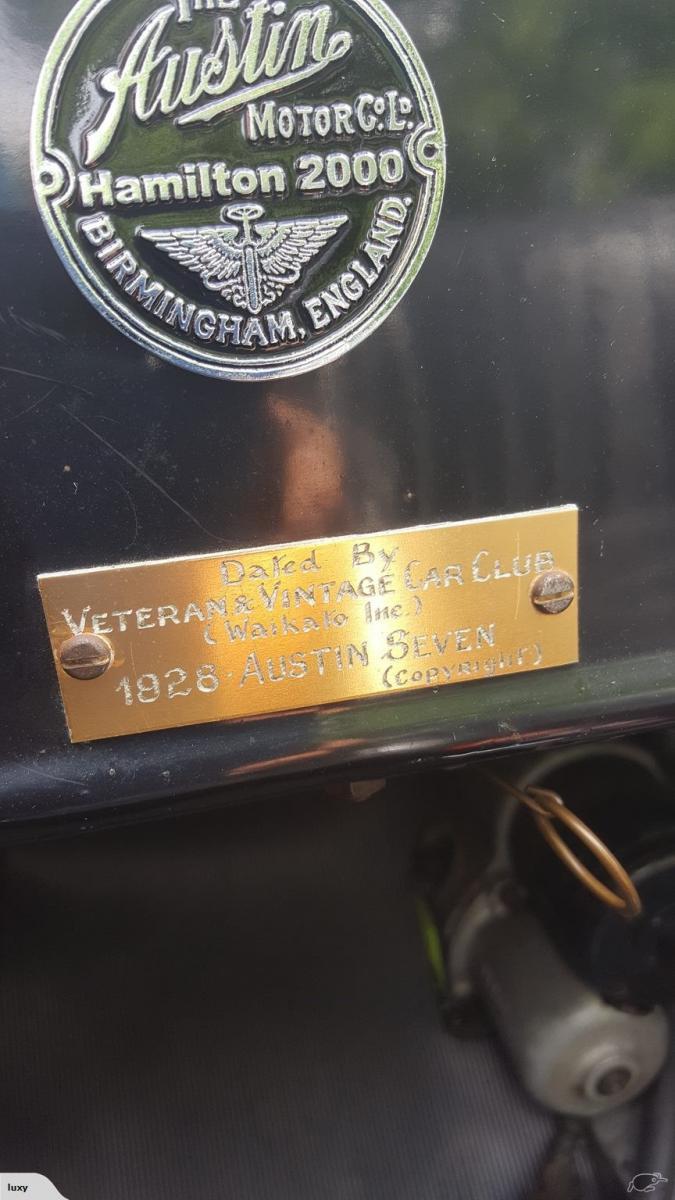 THE
Austin
MOTOR CO. LD.
Hamilton 2000
BIRMINGHAM, ENGLAND.
Dated By
VETERAN & VINTAGE CAR CLUB
(Waikato Inc.)
1928 · AUSTIN SEVEN
(COPYRIGHT)
luxy